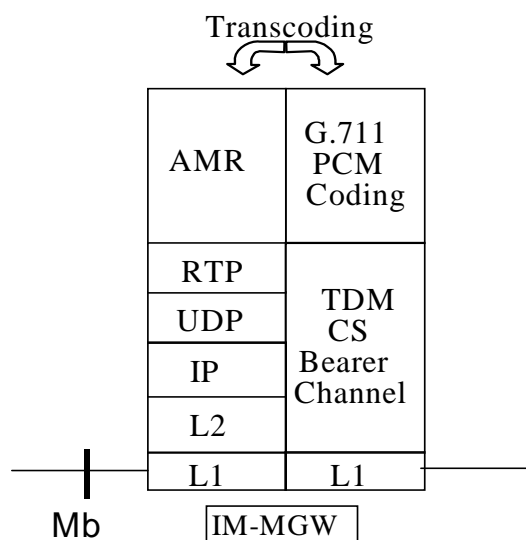 Transcoding
AMR
G.711
PCM
Coding
RTP
UDP
IP
L2
TDM
CS
Bearer
Channel
L1
L1
Mb
IM-MGW